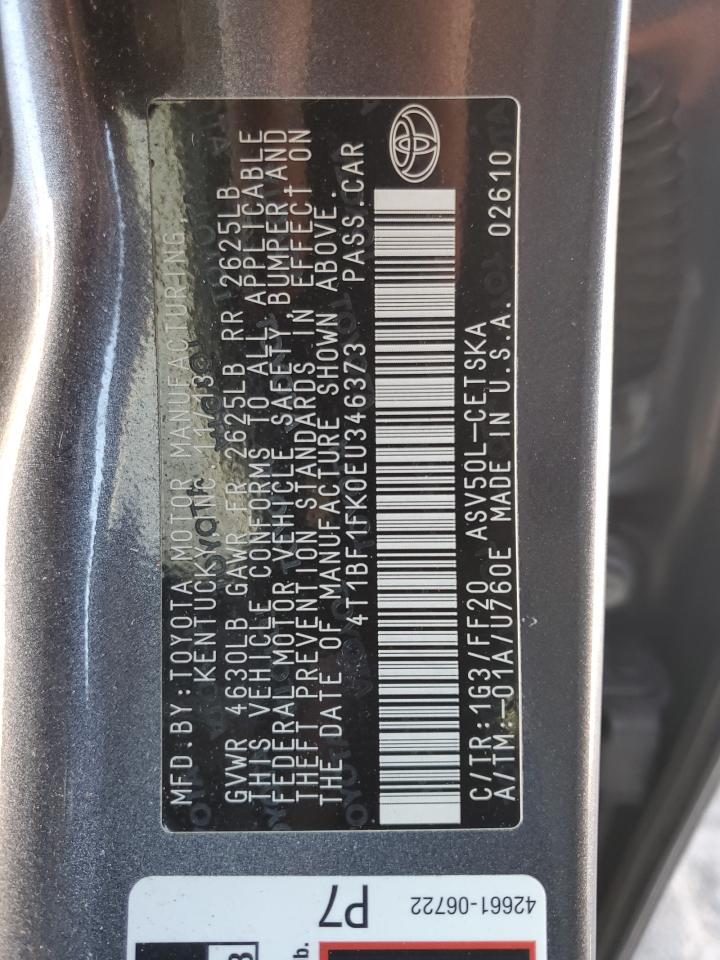 MFD.BY:TOYOTA MOTOR MANUFACTURING
KENTUCKY INC 11/13
GVWR 4630LB GAWR FR 2625LB RR 2625LB
THIS VEHICLE CONFORMS TO ALL APPLICABLE
FEDERAL MOTOR VEHICLE SAFETY, BUMPER, AND
THEFT PREVENTION STANDARDS IN EFFECT ON
THE DATE OF MANUFACTURE SHOWN ABOVE.
4T1BF1FK0EU346373 PASS.CAR
C/TR:1G3/FF20 ASV50L-CETSKA
A/TM:-01A/U760E MADE IN U.S.A. 02610
P7
42661-06722